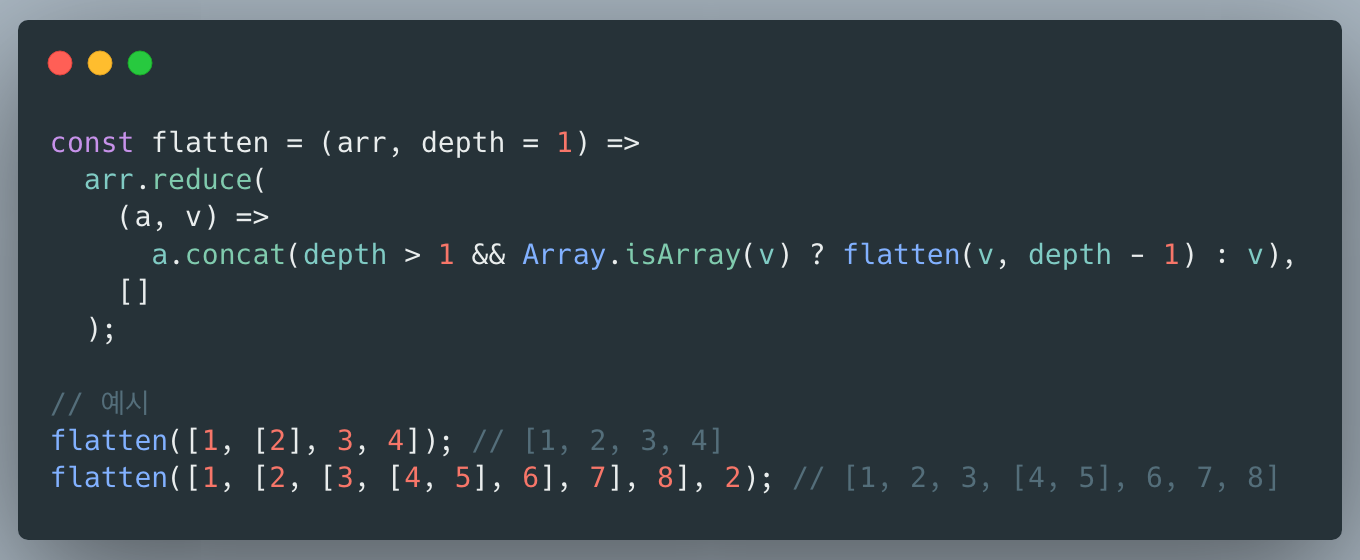 const flatten = (arr, depth = 1) =>
  arr.reduce(
    (a, v) =>
      a.concat(depth > 1 && Array.isArray(v) ? flatten(v, depth - 1) : v),
    []
  );

// 예시
flatten([1, [2], 3, 4]); // [1, 2, 3, 4]
flatten([1, [2, [3, [4, 5], 6], 7], 8], 2); // [1, 2, 3, [4, 5], 6, 7, 8]